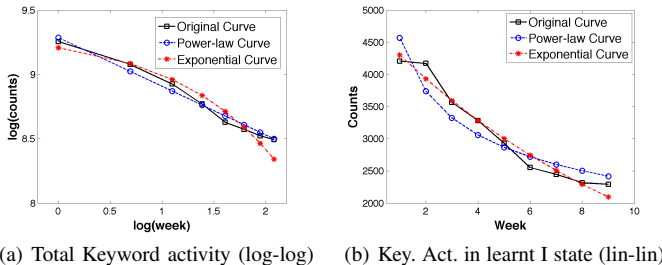 9.5
9
8.5
8
0
0.5
1
1.5
2
log(counts)
log(week)
Original Curve
Power-law Curve
Exponential Curve
5000
4500
4000
3500
3000
2500
2000
0
2
4
6
8
10
Counts
Week
Original Curve
Power-law Curve
Exponential Curve
(a) Total Keyword activity (log-log)
(b) Key. Act. in learnt I state (lin-lin)